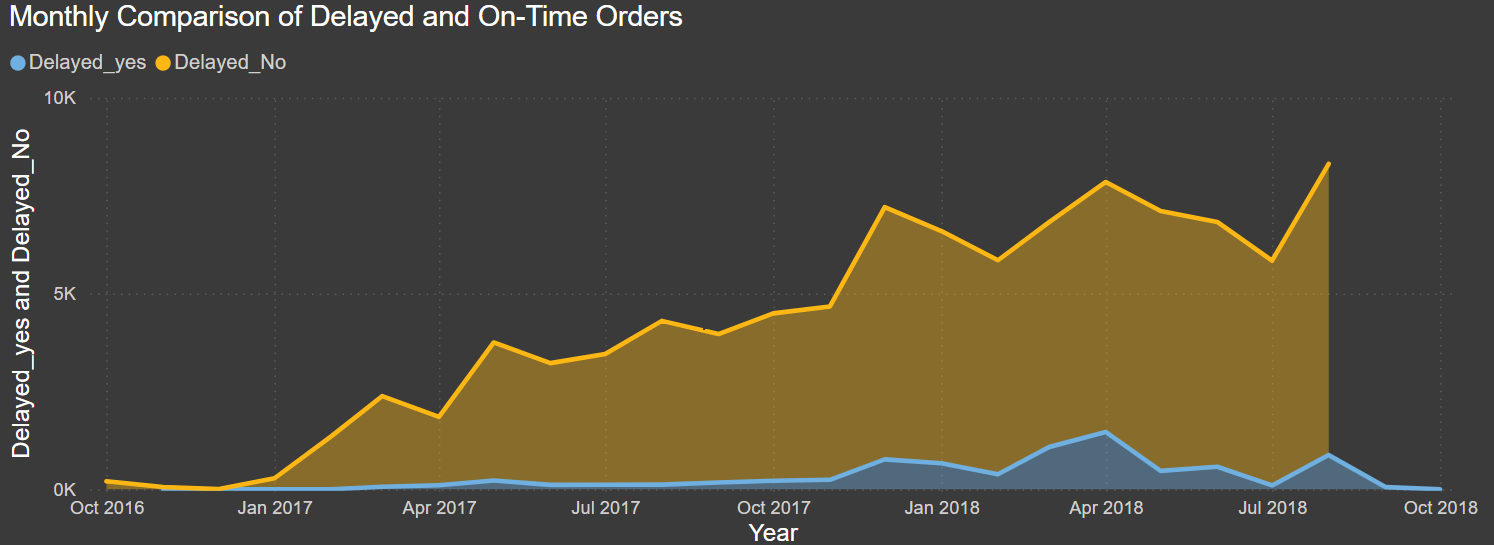 Monthly Comparison of Delayed and On-Time Orders
Delayed_yes Delayed_No
10K
5K
0K
Delayed_yes and Delayed_No
Oct 2016 Jan 2017 Apr 2017 Jul 2017 Oct 2017 Jan 2018 Apr 2018 Jul 2018 Oct 2018
Year